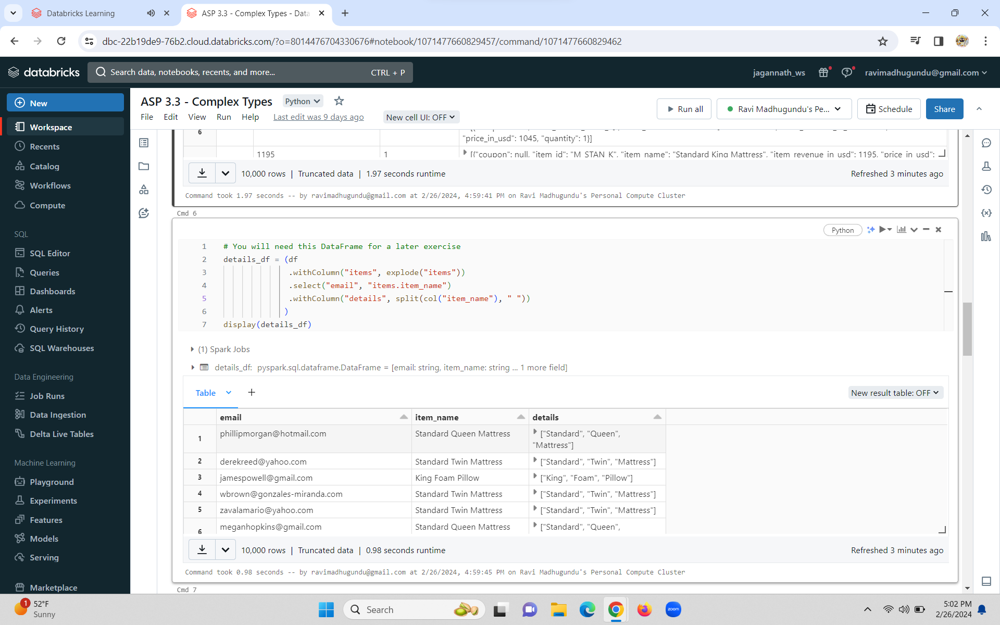 Databricks Learning
ASP 3.3 - Complex Types - Data
dbc-22b19de9-76b2.cloud.databricks.com/?o=8014476704330676#notebook/1071477660829457/command/1071477660829462
databricks
Search data, notebooks, recents, and more...
CTRL + P
jagannath_ws
ravimadhugundu@gmail.com
New
Workspace
Recents
Catalog
Workflows
Compute
SQL
SQL Editor
Queries
Dashboards
Alerts
Query History
SQL Warehouses
Data Engineering
Job Runs
Data Ingestion
Delta Live Tables
Machine Learning
Playground
Experiments
Features
Models
Serving
Marketplace
ASP 3.3 - Complex Types
Python
File Edit View Run Help Last edit was 9 days ago New cell UI: OFF
Run all
Ravi Madhugundu's Pe...
Schedule
Share
6
"price_in_usd": 1045, "quantity": 1}]
1195 1 [{"coupon": null, "item_id": "M_STAN_K", "item_name": "Standard King Mattress", "item_revenue_in_usd": 1195, "price_in_usd":
10,000 rows | Truncated data | 1.97 seconds runtime
Refreshed 3 minutes ago
Command took 1.97 seconds -- by ravimadhugundu@gmail.com at 2/26/2024, 4:59:41 PM on Ravi Madhugundu's Personal Compute Cluster
Cmd 6
Python
1 # You will need this DataFrame for a later exercise
2 details_df = (df
3 .withColumn("items", explode("items"))
4 .select("email", "items.item_name")
5 .withColumn("details", split(col("item_name"), " "))
6 )
7 display(details_df)
(1) Spark Jobs
details_df: pyspark.sql.dataframe.DataFrame = [email: string, item_name: string ... 1 more field]
Table
New result table: OFF
email item_name details
1 phillipmorgan@hotmail.com Standard Queen Mattress ["Standard", "Queen",
"Mattress"]
2 derekreed@yahoo.com Standard Twin Mattress ["Standard", "Twin", "Mattress"]
3 jamespowell@gmail.com King Foam Pillow ["King", "Foam", "Pillow"]
4 wbrown@gonzales-miranda.com Standard Twin Mattress ["Standard", "Twin", "Mattress"]
5 zavalamario@yahoo.com Standard Twin Mattress ["Standard", "Twin", "Mattress"]
6 meganhopkins@gmail.com Standard Queen Mattress ["Standard", "Queen",
10,000 rows | Truncated data | 0.98 seconds runtime
Refreshed 3 minutes ago
Command took 0.98 seconds -- by ravimadhugundu@gmail.com at 2/26/2024, 4:59:45 PM on Ravi Madhugundu's Personal Compute Cluster
Cmd 7
1
52°F
Sunny
Search
zoom
5:02 PM
2/26/2024